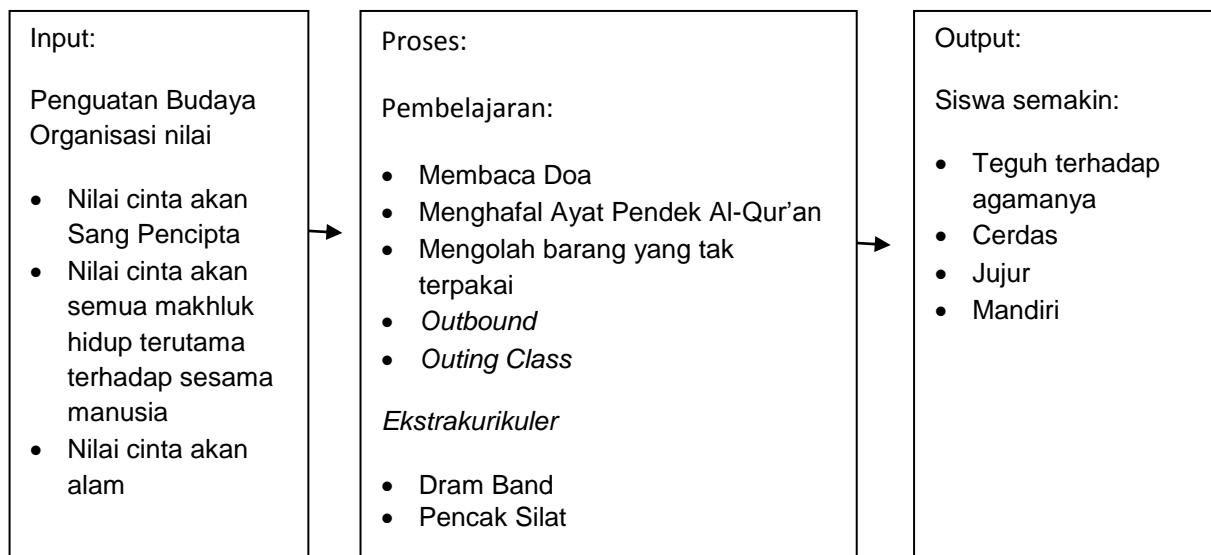 Input:
Penguatan Budaya
Organisasi nilai
• Nilai cinta akan
Sang Pencipta
• Nilai cinta akan
semua makhluk
hidup terutama
terhadap sesama
manusia
• Nilai cinta akan
alam
Proses:
Pembelajaran:
• Membaca Doa
• Menghafal Ayat Pendek Al-Qur’an
• Mengolah barang yang tak
terpakai
• Outbound
• Outing Class
Ekstrakurikuler
• Dram Band
• Pencak Silat
Output:
Siswa semakin:
• Teguh terhadap
agamanya
• Cerdas
• Jujur
• Mandiri